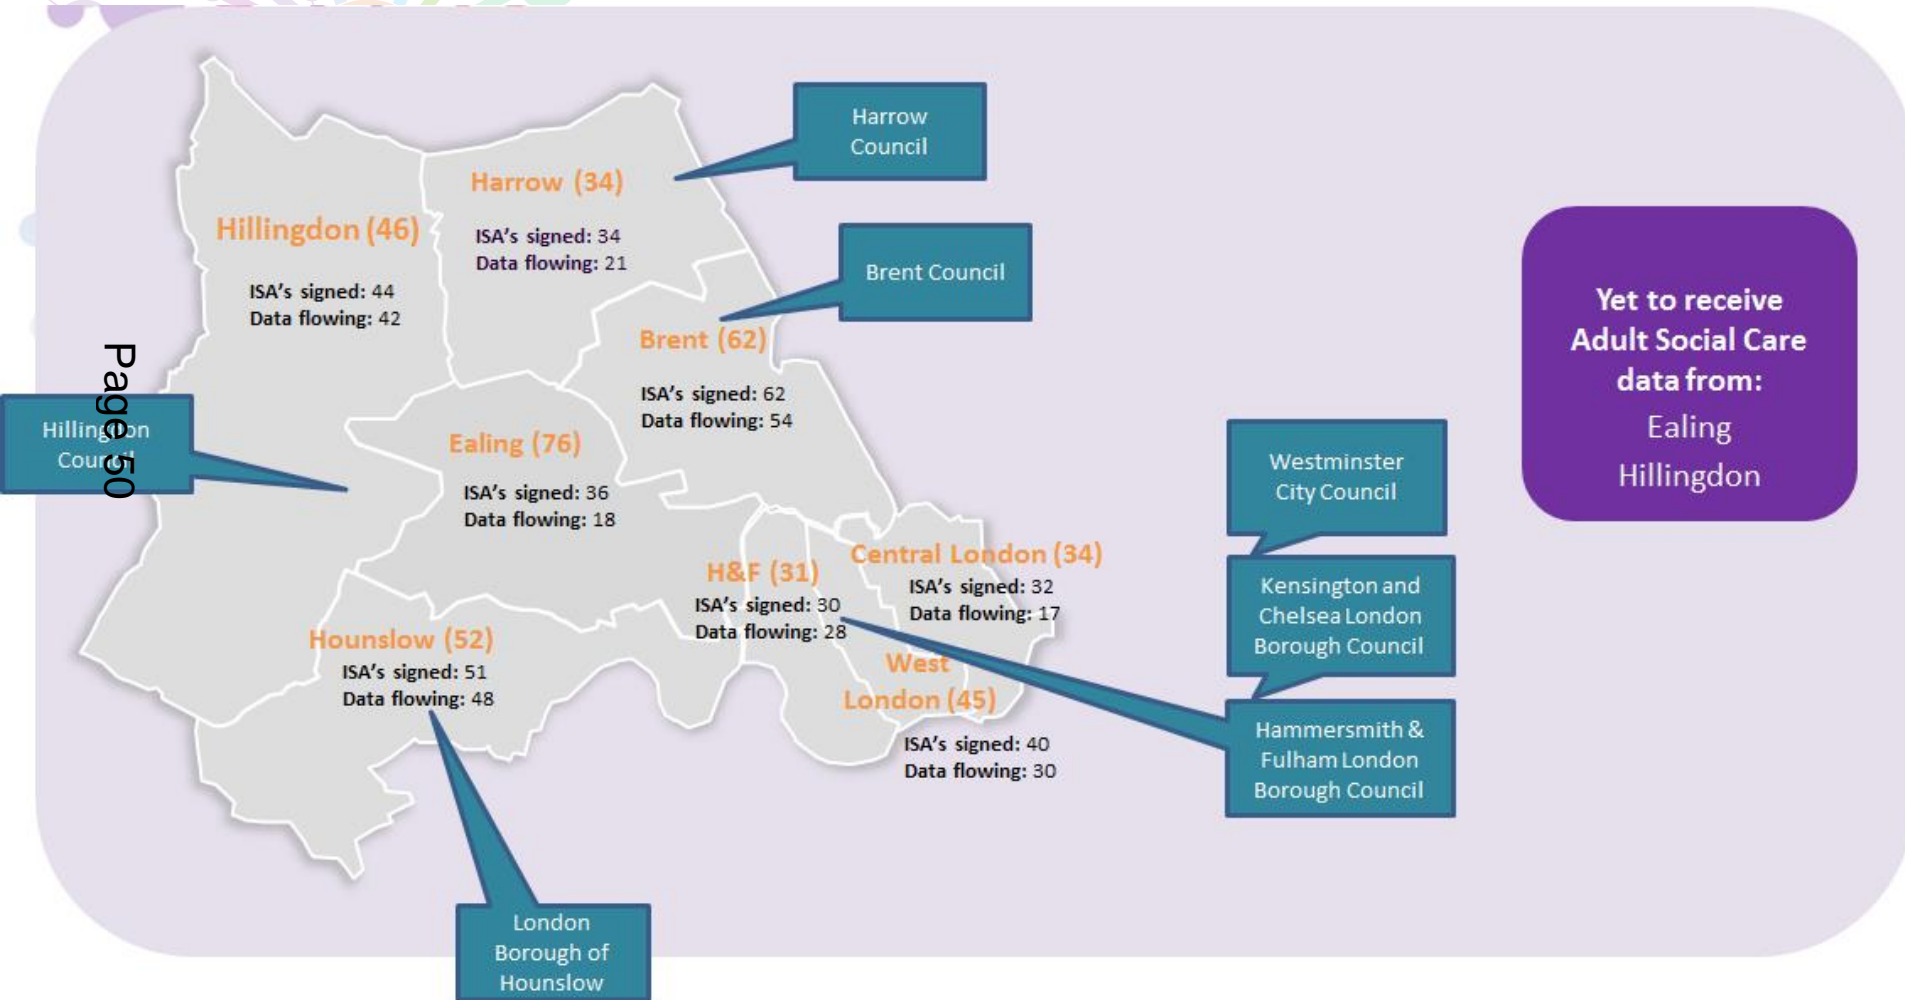 Harrow
Council
Harrow (34)
ISA's signed: 34
Data flowing: 21
Hillingdon (46)
ISA's signed: 44
Data flowing: 42
Brent Council
Brent (62)
ISA's signed: 62
Data flowing: 54
Yet to receive
Adult Social Care
data from:
Ealing
Hillingdon
Page 50
Hillingdon
Council
Ealing (76)
ISA's signed: 36
Data flowing: 18
Westminster
City Council
Central London (34)
ISA's signed: 32
Data flowing: 17
H&F (31)
ISA's signed: 30
Data flowing: 28
Kensington and
Chelsea London
Borough Council
Hounslow (52)
ISA's signed: 51
Data flowing: 48
West
London (45)
ISA's signed: 40
Data flowing: 30
Hammersmith &
Fulham London
Borough Council
London
Borough of
Hounslow